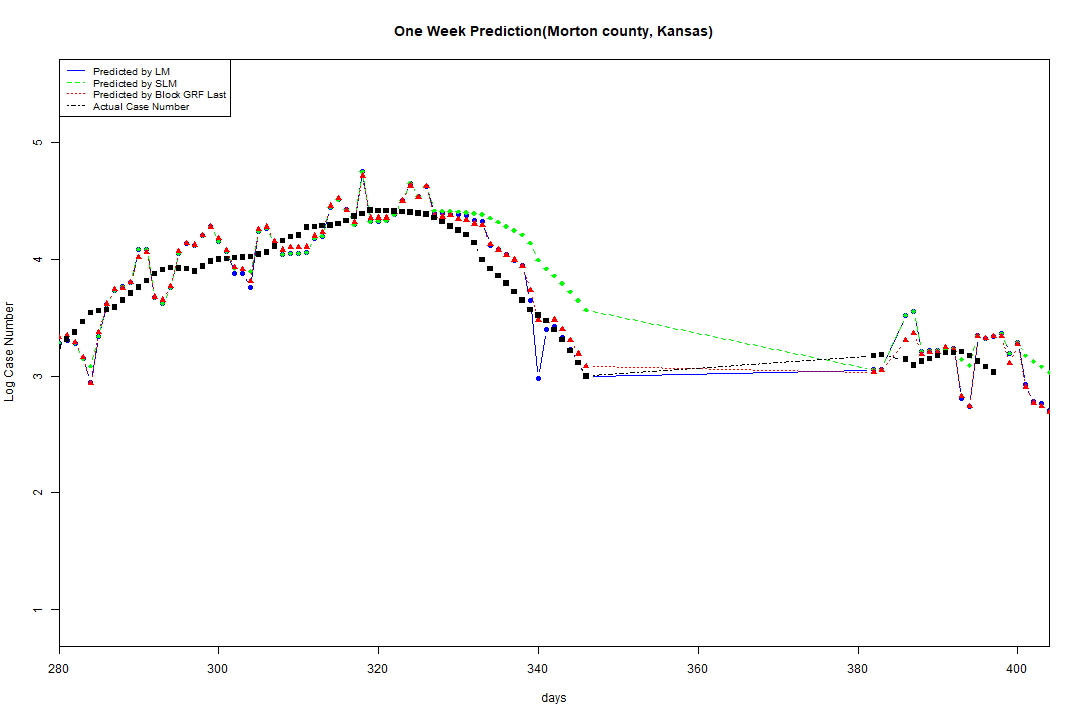 One Week Prediction(Morton county, Kansas)
Predicted by LM
Predicted by SLM
Predicted by Block GRF Last
Actual Case Number
5
4
3
2
1
Log Case Number
280 300 320 340 360 380 400
days